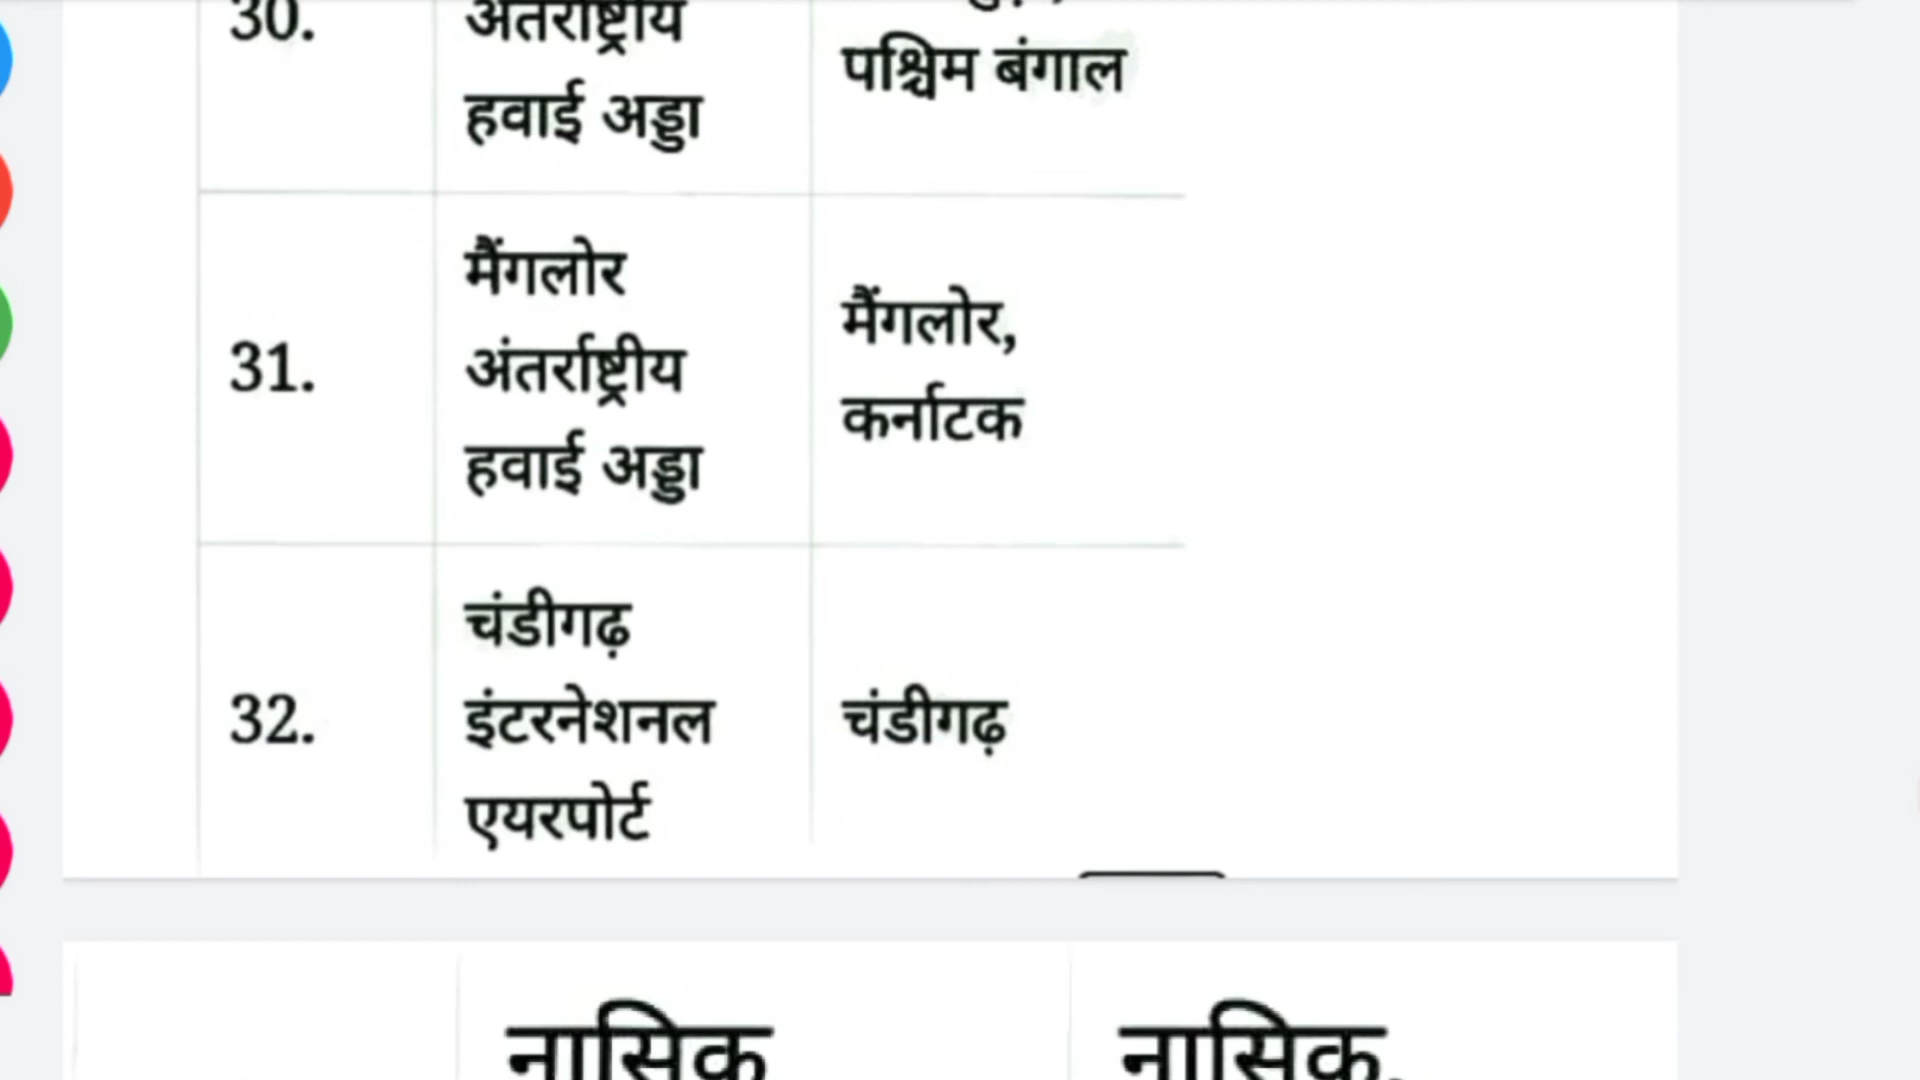 30.
अंतर्राष्ट्रीय
हवाई अड्डा
पश्चिम बंगाल
31.
मैंगलोर
अंतर्राष्ट्रीय
हवाई अड्डा
मैंगलोर,
कर्नाटक
32.
चंडीगढ़
इंटरनेशनल
एयरपोर्ट
चंडीगढ़
नासिक
नासिक,